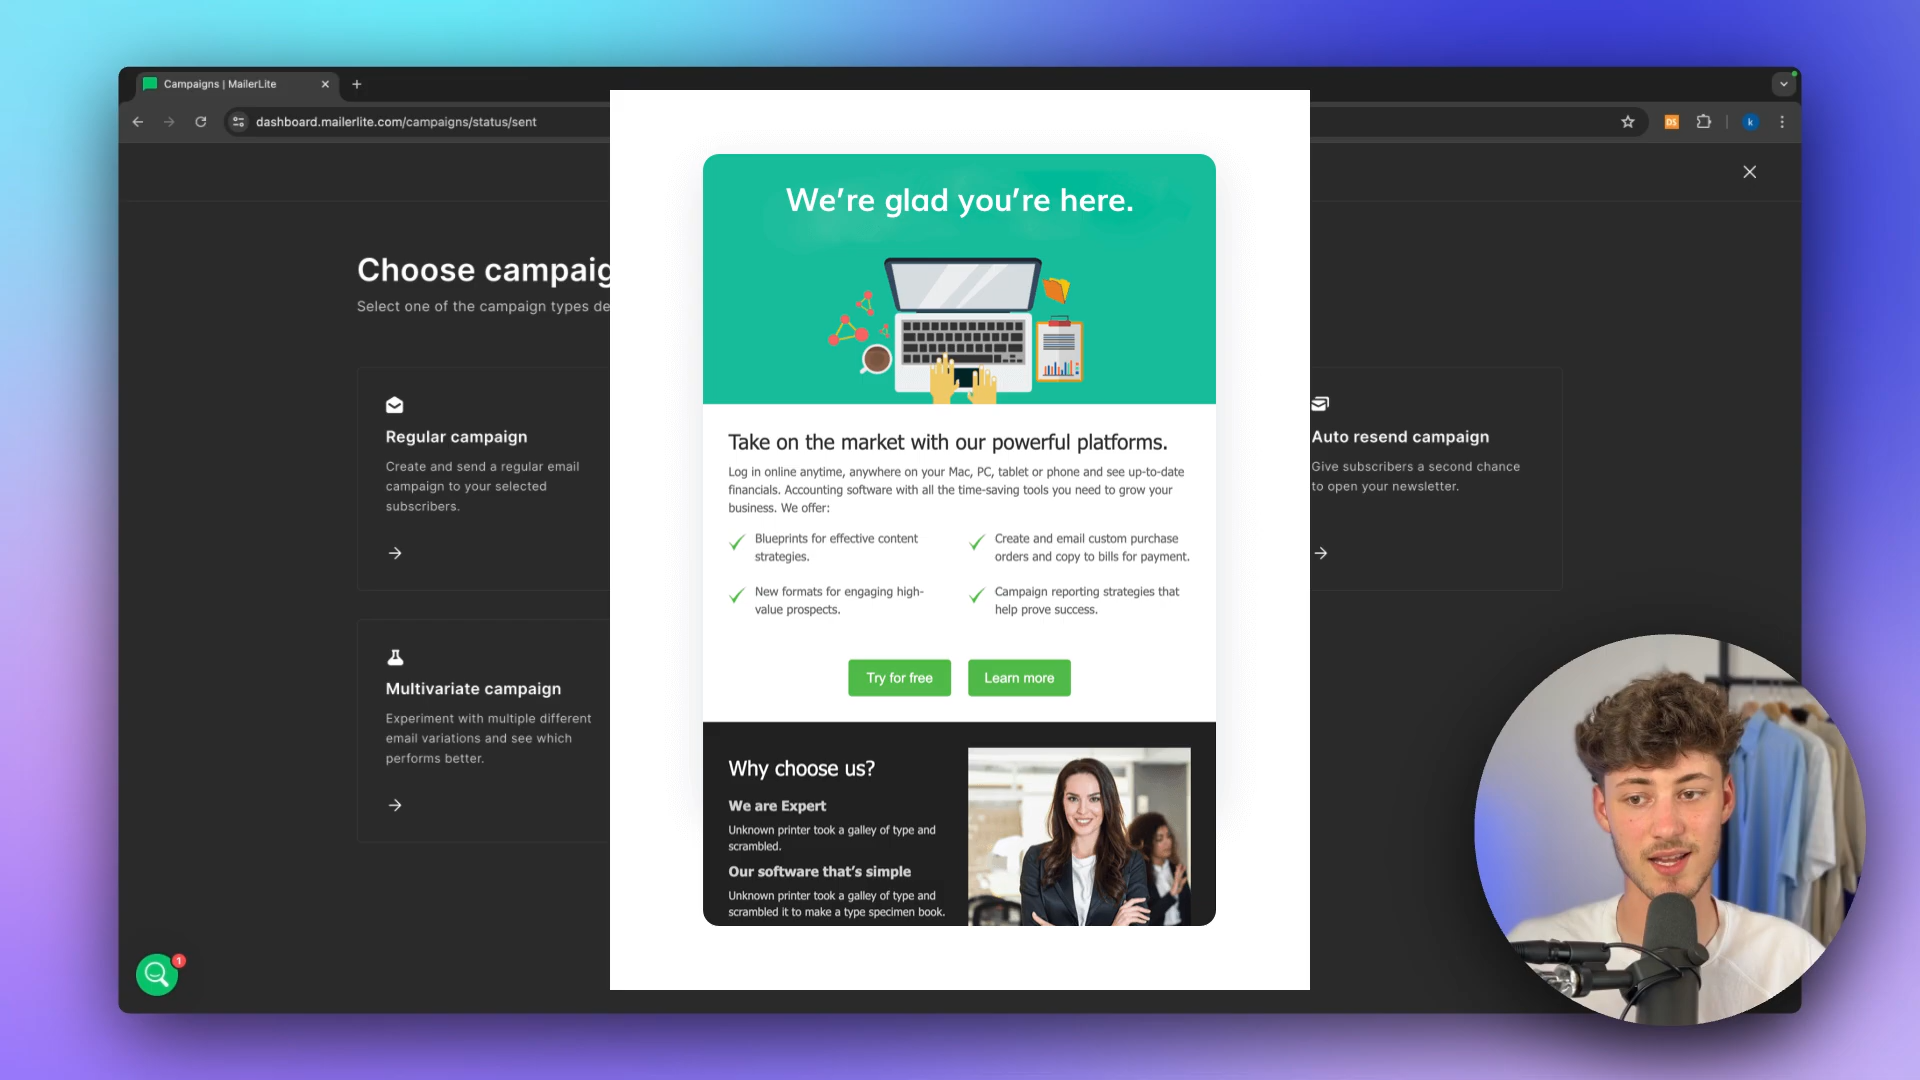 Campaigns | MailerLite
dashboard.mailerlite.com/campaigns/status/sent
DS
k
Choose campaig
Select one of the campaign types de
Regular campaign
Create and send a regular email
campaign to your selected
subscribers.
Multivariate campaign
Experiment with multiple different
email variations and see which
performs better.
1
We're glad you're here.
Take on the market with our powerful platforms.
Log in online anytime, anywhere on your Mac, PC, tablet or phone and see up-to-date
financials. Accounting software with all the time-saving tools you need to grow your
business. We offer:
Blueprints for effective content
strategies.
Create and email custom purchase
orders and copy to bills for payment.
New formats for engaging high-
value prospects.
Campaign reporting strategies that
help prove success.
Try for free
Learn more
Why choose us?
We are Expert
Unknown printer took a galley of type and
scrambled.
Our software that's simple
Unknown printer took a galley of type and
scrambled it to make a type specimen book.
Auto resend campaign
Give subscribers a second chance
to open your newsletter.